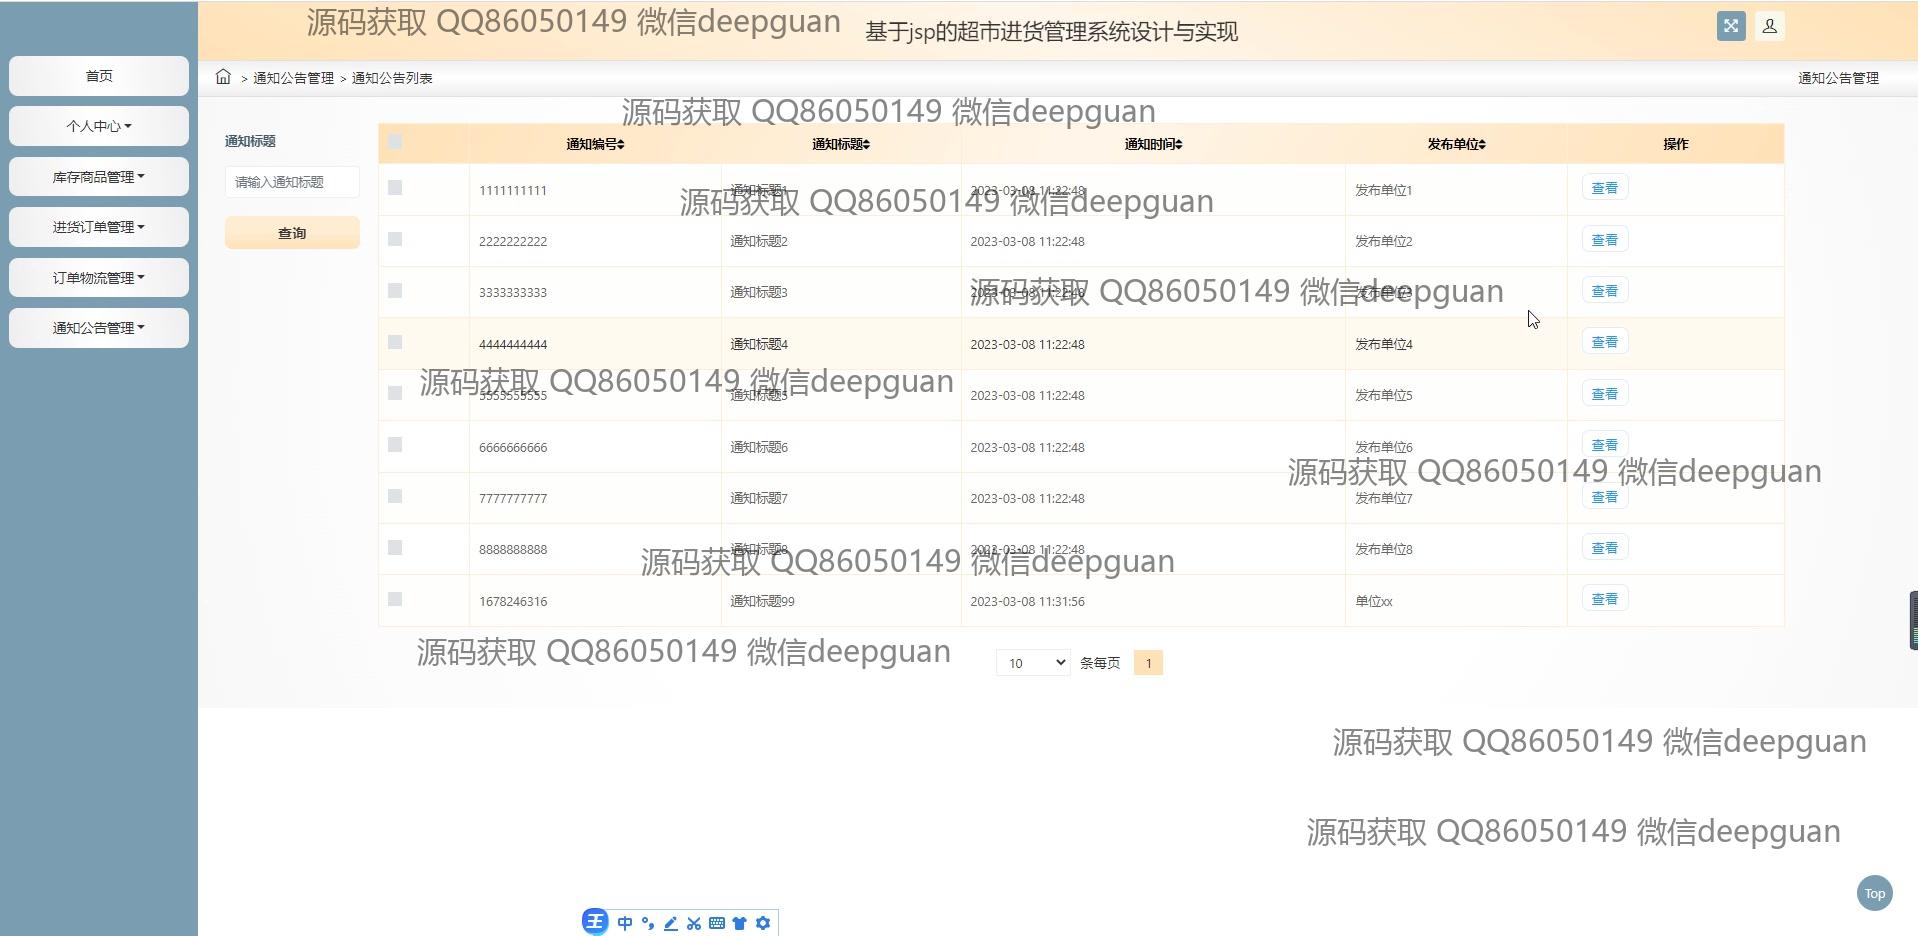 源码获取 QQ86050149 微信deepguan
基于jsp的超市进货管理系统设计与实现
首页
个人中心
库存商品管理
进货订单管理
订单物流管理
通知公告管理
> 通知公告管理 > 通知公告列表
通知公告管理
源码获取 QQ86050149 微信deepguan
通知标题
请输入通知标题
查询
通知编号 通知标题 通知时间 发布单位 操作
1111111111 通知标题1 2023-03-08 11:22:48 发布单位1 查看
源码获取 QQ86050149 微信deepguan
2222222222 通知标题2 2023-03-08 11:22:48 发布单位2 查看
3333333333 通知标题3 2023-03-08 11:22:48 发布单位3 查看
源码获取 QQ86050149 微信deepguan
4444444444 通知标题4 2023-03-08 11:22:48 发布单位4 查看
源码获取 QQ86050149 微信deepguan
5555555555 通知标题5 2023-03-08 11:22:48 发布单位5 查看
6666666666 通知标题6 2023-03-08 11:22:48 发布单位6 查看
源码获取 QQ86050149 微信deepguan
7777777777 通知标题7 2023-03-08 11:22:48 发布单位7 查看
8888888888 通知标题8 2023-03-08 11:22:48 发布单位8 查看
源码获取 QQ86050149 微信deepguan
1678246316 通知标题99 2023-03-08 11:31:56 单位xx 查看
源码获取 QQ86050149 微信deepguan
10 条每页 1
源码获取 QQ86050149 微信deepguan
源码获取 QQ86050149 微信deepguan
Top
王 中